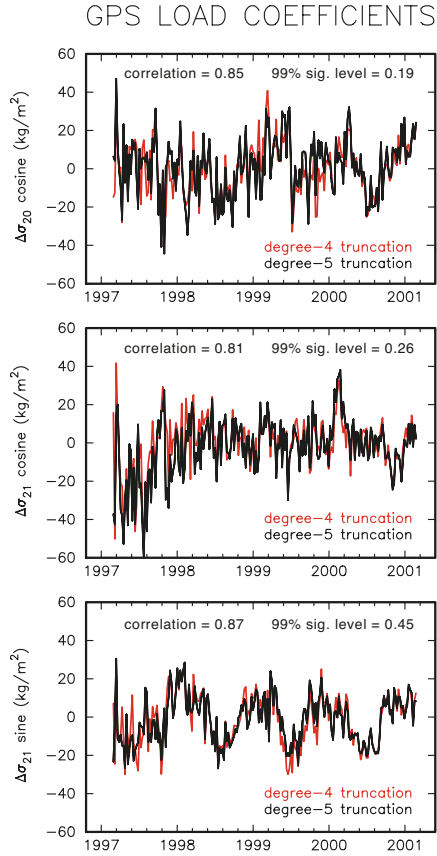 GPS LOAD COEFFICIENTS
correlation = 0.85 99% sig. level = 0.19
60
40
20
0
−20
−40
−60
Δσ20 cosine (kg/m²)
degree−4 truncation
degree−5 truncation
1997 1998 1999 2000 2001
correlation = 0.81 99% sig. level = 0.26
60
40
20
0
−20
−40
−60
Δσ21 cosine (kg/m²)
degree−4 truncation
degree−5 truncation
1997 1998 1999 2000 2001
correlation = 0.87 99% sig. level = 0.45
60
40
20
0
−20
−40
−60
Δσ21 sine (kg/m²)
degree−4 truncation
degree−5 truncation
1997 1998 1999 2000 2001